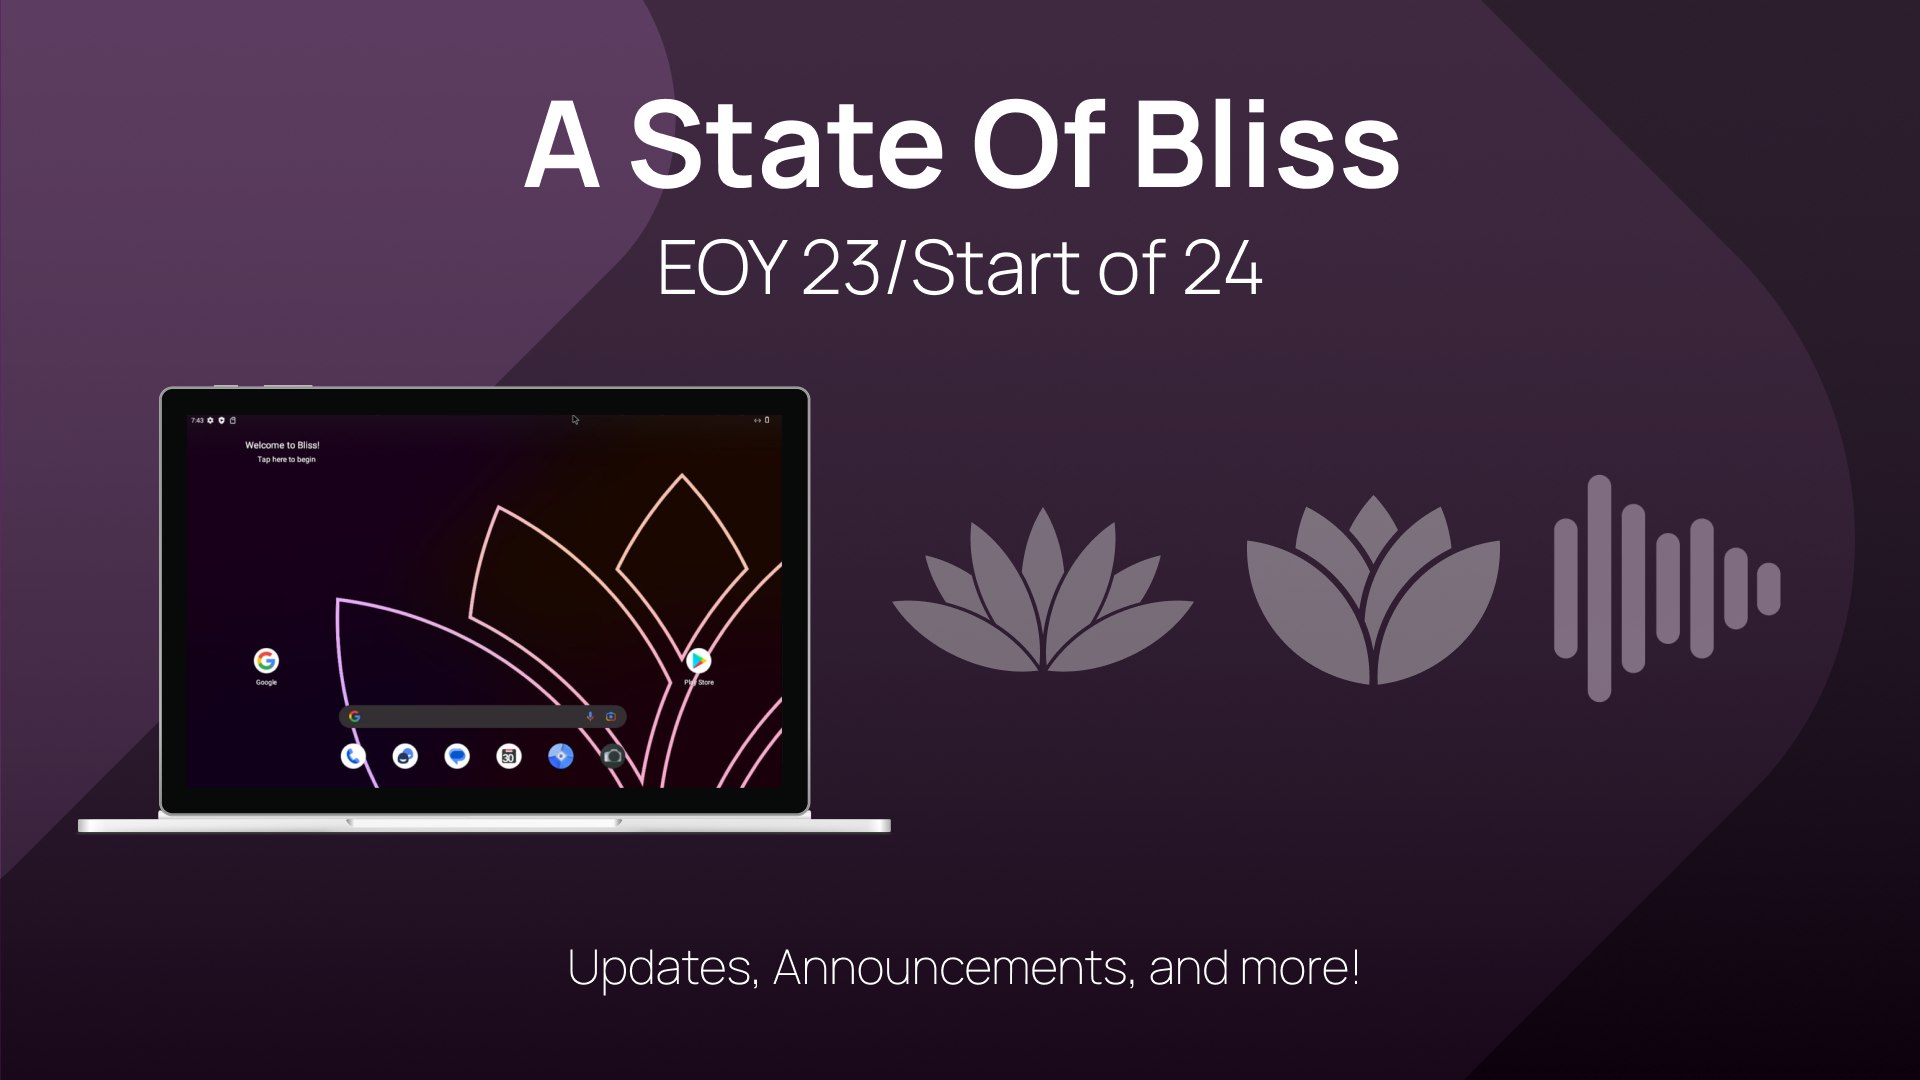 A State Of Bliss
EOY 23/Start of 24
7:43
Welcome to Bliss!
Tap here to begin
Google
Play Store
30
Updates, Announcements, and more!